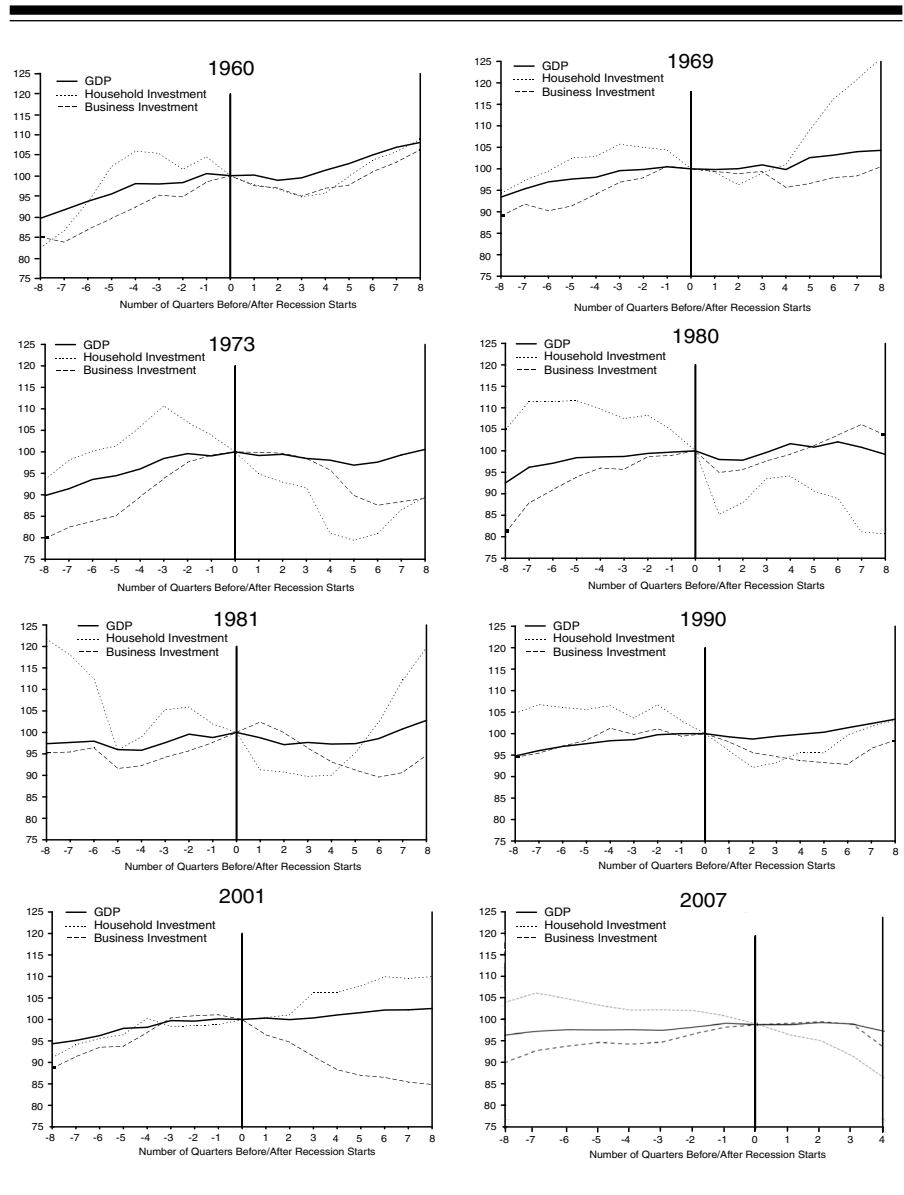 1960
125
120
115
110
105
100
95
90
85
80
75
GDP
Household Investment
Business Investment
-8 -7 -6 -5 -4 -3 -2 -1 0 1 2 3 4 5 6 7 8
Number of Quarters Before/After Recession Starts
1969
125
120
115
110
105
100
95
90
85
80
75
GDP
Household Investment
Business Investment
-8 -7 -6 -5 -4 -3 -2 -1 0 1 2 3 4 5 6 7 8
Number of Quarters Before/After Recession Starts
1973
125
120
115
110
105
100
95
90
85
80
75
GDP
Household Investment
Business Investment
-8 -7 -6 -5 -4 -3 -2 -1 0 1 2 3 4 5 6 7 8
Number of Quarters Before/After Recession Starts
1980
125
120
115
110
105
100
95
90
85
80
75
GDP
Household Investment
Business Investment
-8 -7 -6 -5 -4 -3 -2 -1 0 1 2 3 4 5 6 7 8
Number of Quarters Before/After Recession Starts
1981
125
120
115
110
105
100
95
90
85
80
75
GDP
Household Investment
Business Investment
-8 -7 -6 -5 -4 -3 -2 -1 0 1 2 3 4 5 6 7 8
Number of Quarters Before/After Recession Starts
1990
125
120
115
110
105
100
95
90
85
80
75
GDP
Household Investment
Business Investment
-8 -7 -6 -5 -4 -3 -2 -1 0 1 2 3 4 5 6 7 8
Number of Quarters Before/After Recession Starts
2001
125
120
115
110
105
100
95
90
85
80
75
GDP
Household Investment
Business Investment
-8 -7 -6 -5 -4 -3 -2 -1 0 1 2 3 4 5 6 7 8
Number of Quarters Before/After Recession Starts
2007
125
120
115
110
105
100
95
90
85
80
75
GDP
Household Investment
Business Investment
-8 -7 -6 -5 -4 -3 -2 -1 0 1 2 3 4
Number of Quarters Before/After Recession Starts